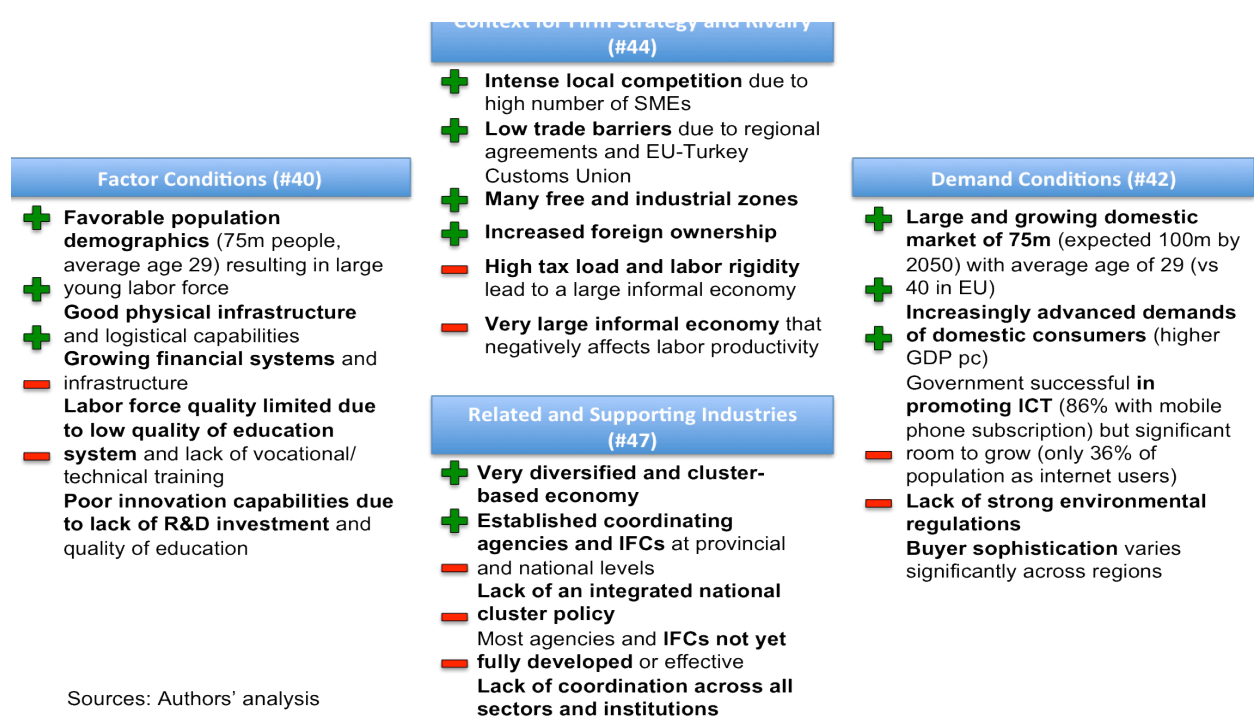 Context for Firm Strategy and Rivalry
(#44)
Intense local competition due to
high number of SMEs
Low trade barriers due to regional
agreements and EU-Turkey
Customs Union
Many free and industrial zones
Increased foreign ownership
High tax load and labor rigidity
lead to a large informal economy
Very large informal economy that
negatively affects labor productivity
Factor Conditions (#40)
Favorable population
demographics (75m people,
average age 29) resulting in large
young labor force
Good physical infrastructure
and logistical capabilities
Growing financial systems and
infrastructure
Labor force quality limited due
to low quality of education
system and lack of vocational/
technical training
Poor innovation capabilities due
to lack of R&D investment and
quality of education
Demand Conditions (#42)
Large and growing domestic
market of 75m (expected 100m by
2050) with average age of 29 (vs
40 in EU)
Increasingly advanced demands
of domestic consumers (higher
GDP pc)
Government successful in
promoting ICT (86% with mobile
phone subscription) but significant
room to grow (only 36% of
population as internet users)
Lack of strong environmental
regulations
Buyer sophistication varies
significantly across regions
Related and Supporting Industries
(#47)
Very diversified and cluster-
based economy
Established coordinating
agencies and IFCs at provincial
and national levels
Lack of an integrated national
cluster policy
Most agencies and IFCs not yet
fully developed or effective
Lack of coordination across all
sectors and institutions
Sources: Authors' analysis